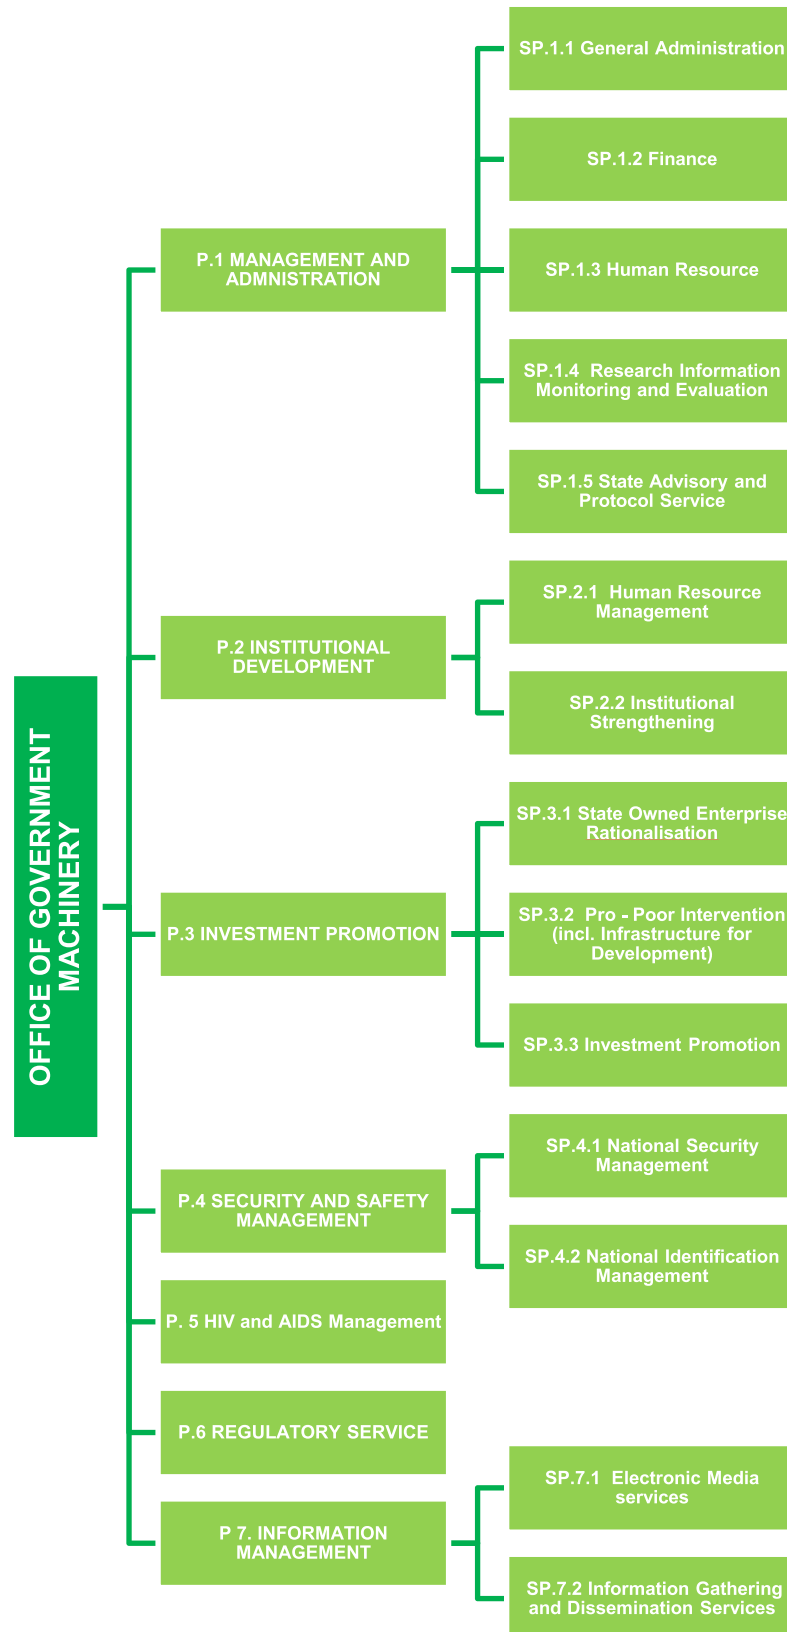 OFFICE OF GOVERNMENT
MACHINERY
P.1 MANAGEMENT AND
ADMNISTRATION
SP.1.1 General Administration
SP.1.2 Finance
SP.1.3 Human Resource
SP.1.4  Research Information
Monitoring and Evaluation
SP.1.5 State Advisory and
Protocol Service
P.2 INSTITUTIONAL
DEVELOPMENT
SP.2.1  Human Resource
Management
SP.2.2 Institutional
Strengthening
P.3 INVESTMENT PROMOTION
SP.3.1 State Owned Enterprise
Rationalisation
SP.3.2  Pro - Poor Intervention
(incl. Infrastructure for
Development)
SP.3.3 Investment Promotion
P.4 SECURITY AND SAFETY
MANAGEMENT
SP.4.1 National Security
Management
SP.4.2 National Identification
Management
P. 5 HIV and AIDS Management
P.6 REGULATORY SERVICE
P 7. INFORMATION
MANAGEMENT
SP.7.1  Electronic Media
services
SP.7.2 Information Gathering
and Dissemination Services